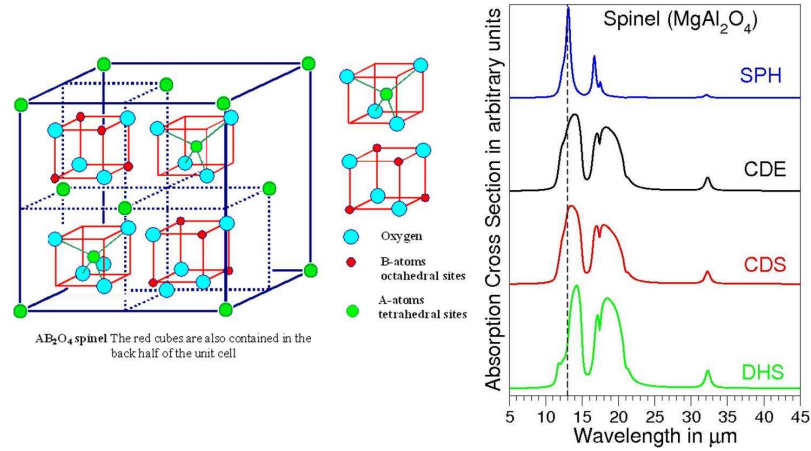 Oxygen
B-atoms
octahedral sites
A-atoms
tetrahedral sites
AB₂O₄ spinel The red cubes are also contained in the
back half of the unit cell
Absorption Cross Section in arbitrary units
Spinel (MgAl₂O₄)
SPH
CDE
CDS
DHS
5 10 15 20 25 30 35 40 45
Wavelength in μm